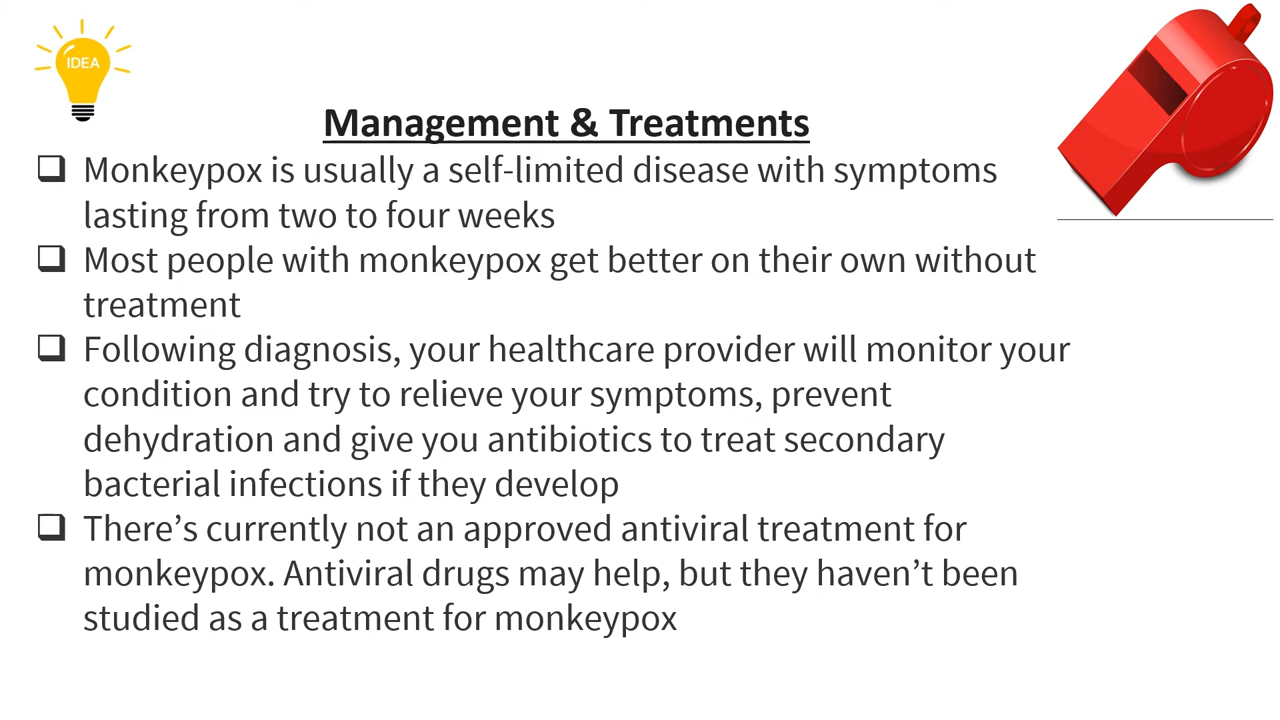 IDEA
Management & Treatments
❑ Monkeypox is usually a self-limited disease with symptoms
lasting from two to four weeks
❑ Most people with monkeypox get better on their own without
treatment
❑ Following diagnosis, your healthcare provider will monitor your
condition and try to relieve your symptoms, prevent
dehydration and give you antibiotics to treat secondary
bacterial infections if they develop
❑ There’s currently not an approved antiviral treatment for
monkeypox. Antiviral drugs may help, but they haven’t been
studied as a treatment for monkeypox